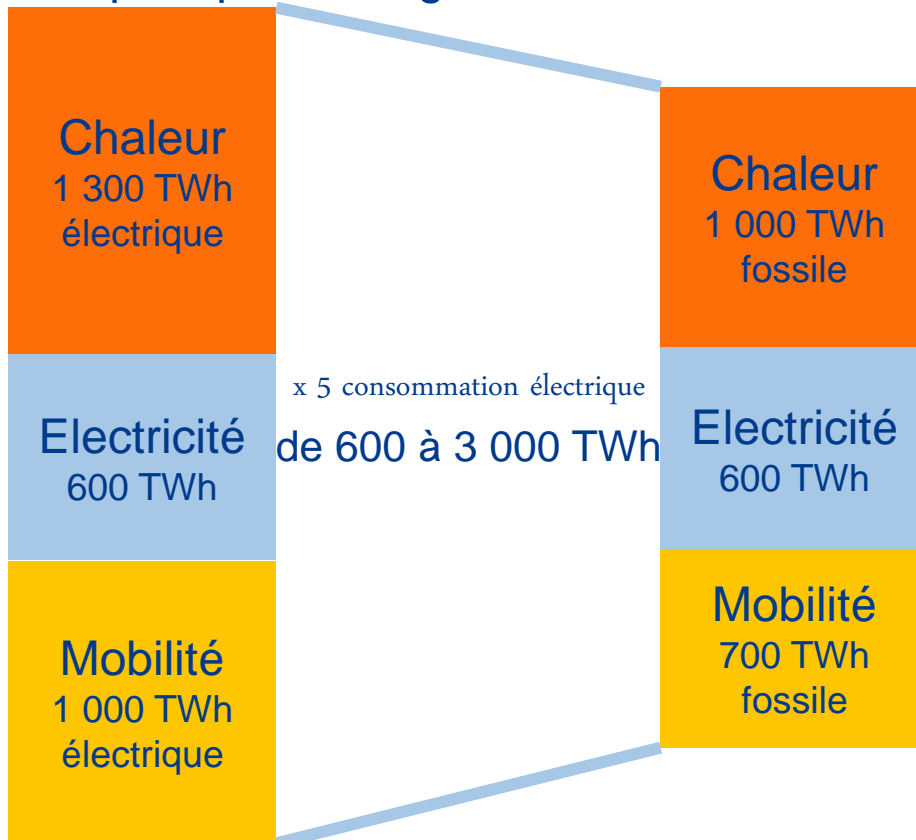 Chaleur
1 300 TWh
électrique
Electricité
600 TWh
Mobilité
1 000 TWh
électrique
x 5 consommation électrique
de 600 à 3 000 TWh
Chaleur
1 000 TWh
fossile
Electricité
600 TWh
Mobilité
700 TWh
fossile